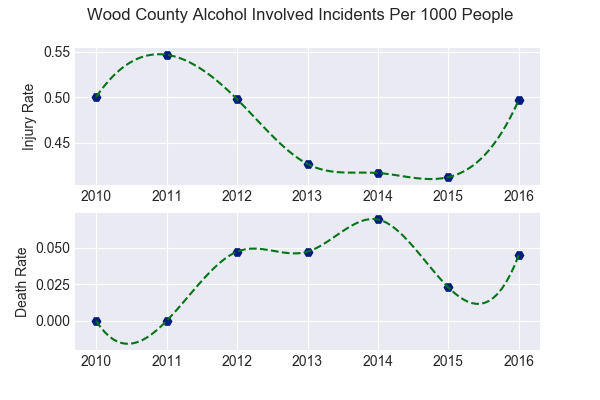 Wood County Alcohol Involved Incidents Per 1000 People
0.55
0.50
0.45
Injury Rate
2010 2011 2012 2013 2014 2015 2016
0.050
0.025
0.000
Death Rate
2010 2011 2012 2013 2014 2015 2016